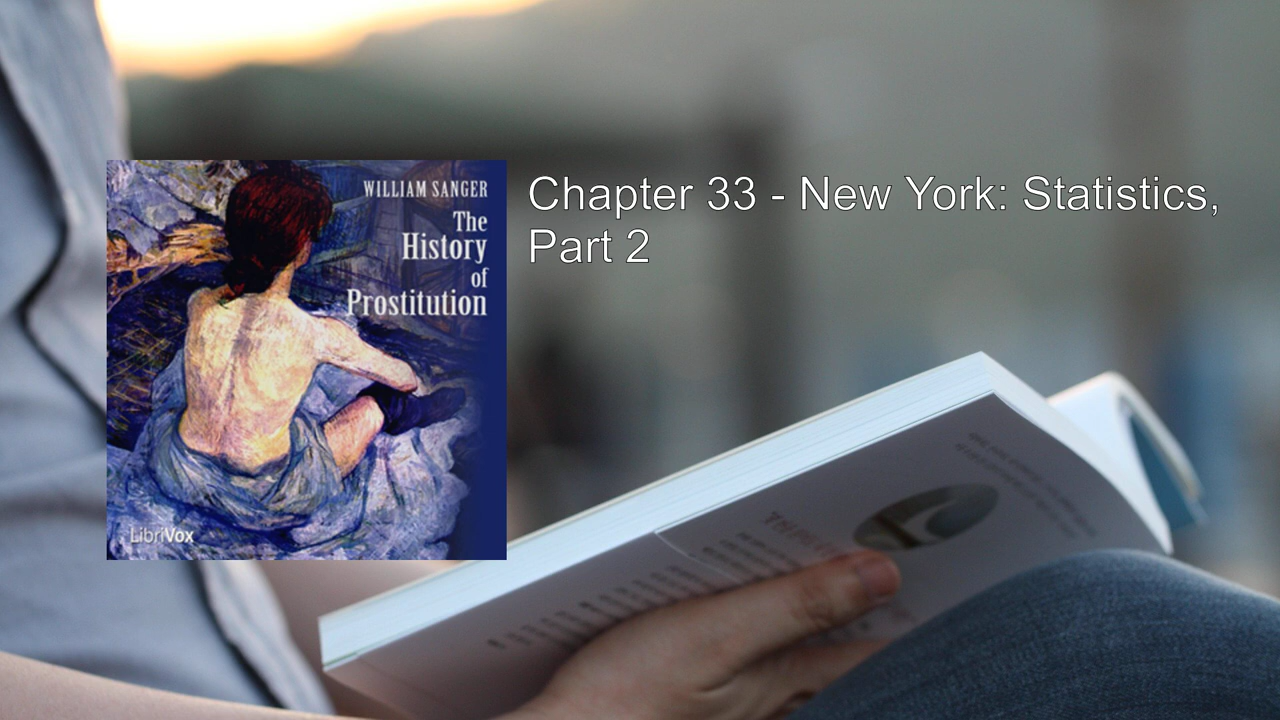 WILLIAM SANGER
The
History
of
Prostitution
LibriVox
Chapter 33 - New York: Statistics,
Part 2